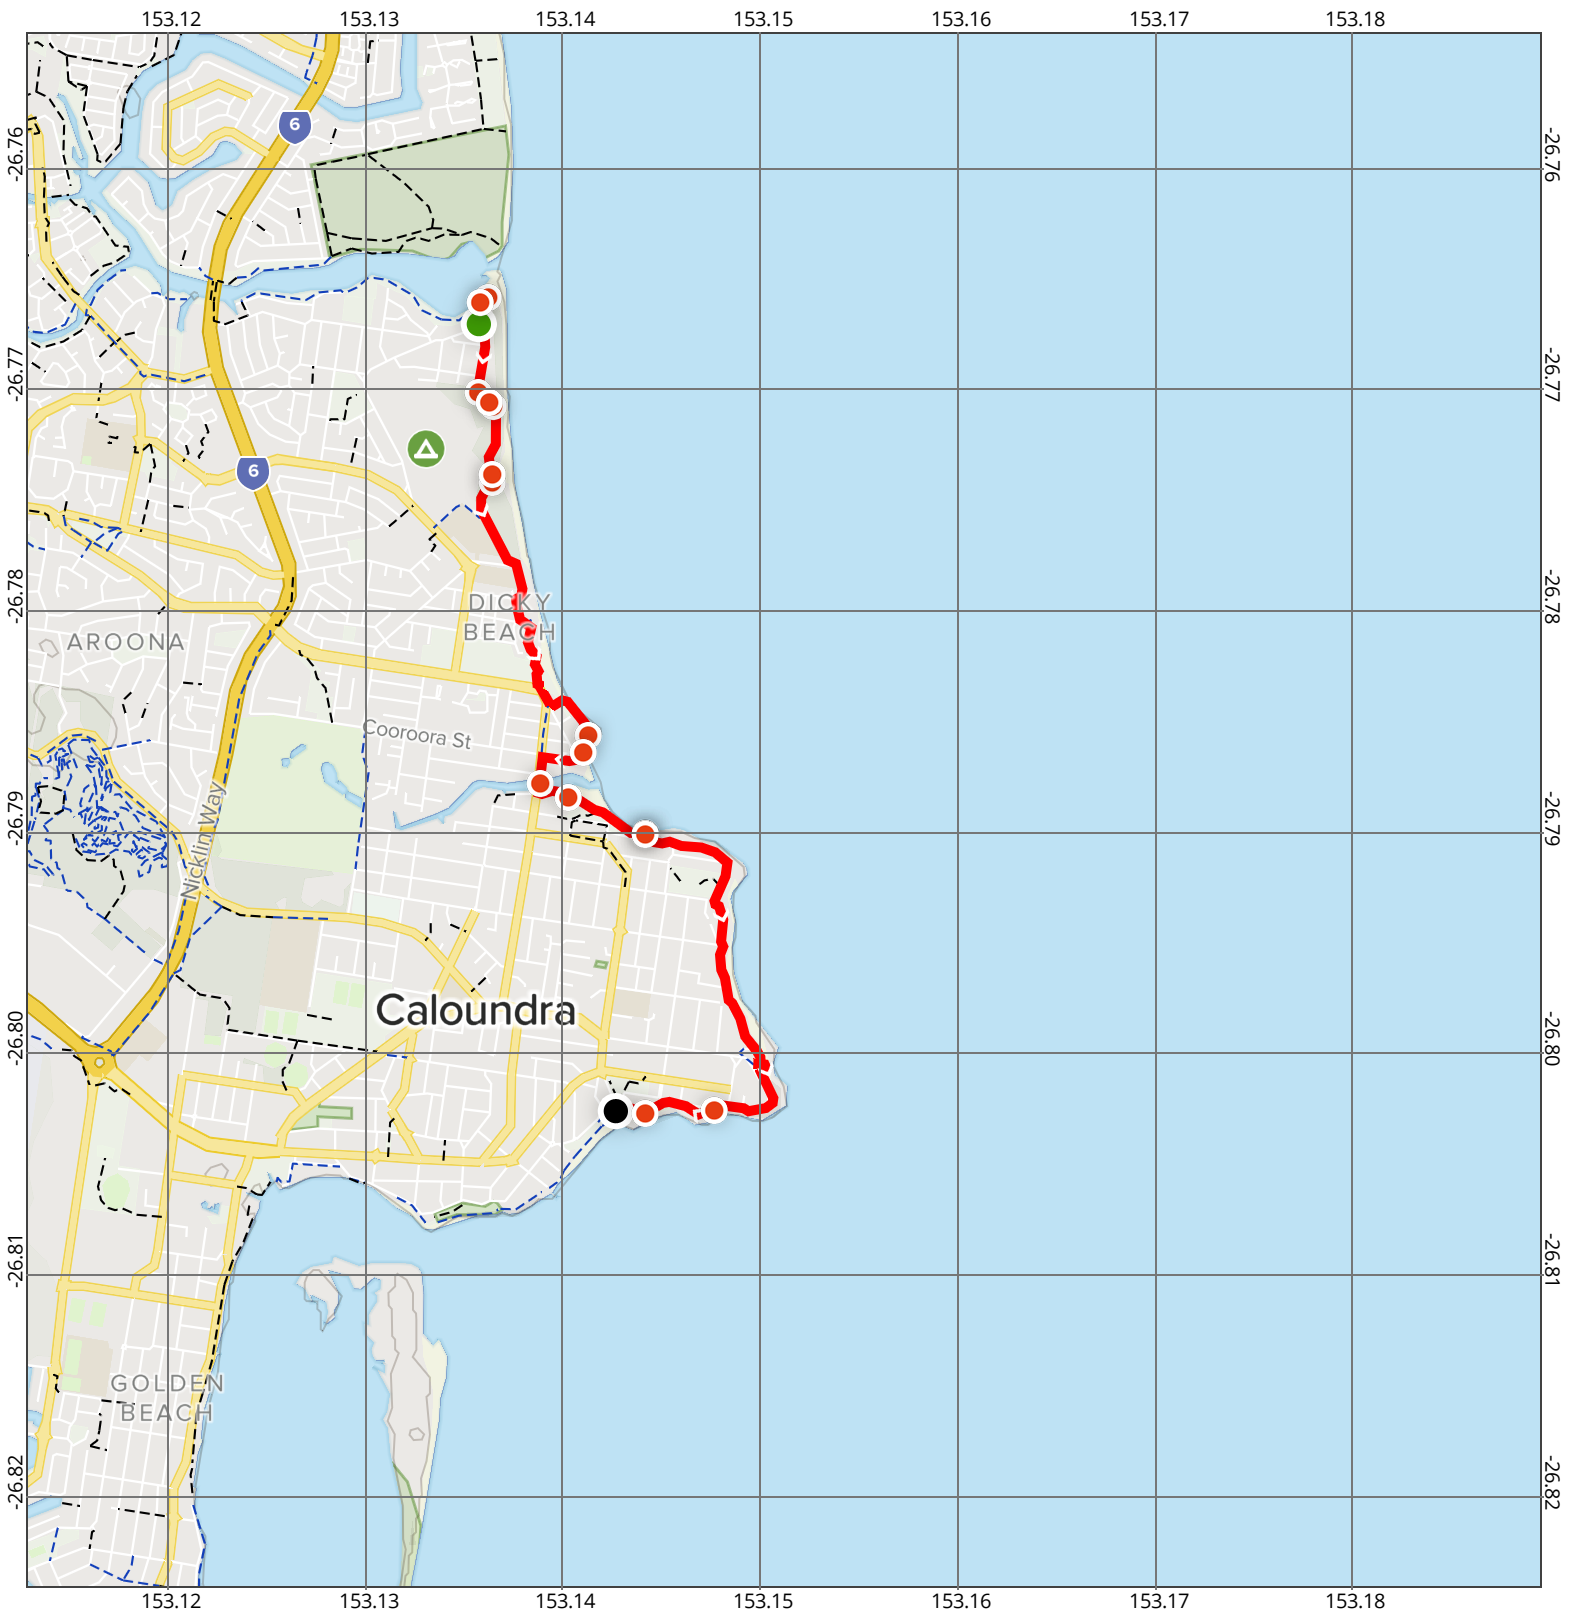 153.12 153.13 153.14 153.15 153.16 153.17 153.18
6
-26.76 -26.76
-26.77 -26.77
6
-26.78 -26.78
DICKY
BEACH
AROONA
Cooroora St
-26.79 -26.79
Nicklin Way
Caloundra
-26.80 -26.80
-26.81 -26.81
GOLDEN
BEACH
-26.82 -26.82
153.12 153.13 153.14 153.15 153.16 153.17 153.18